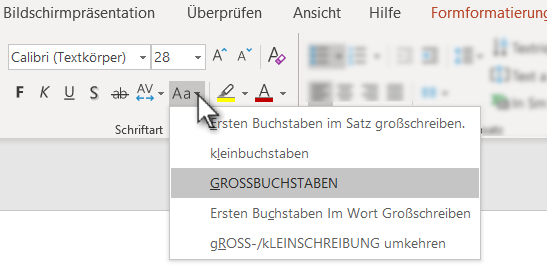 Bildschirmpräsentation Überprüfen Ansicht Hilfe Formformatierung
Calibri (Textkörper) 28 A A A
F K U S ab AV Aa A
Schriftart
Ersten Buchstaben im Satz großschreiben.
kleinbuchstaben
GROSSBUCHSTABEN
Ersten Buchstaben Im Wort Großschreiben
gROSS-/kLEINSCHREIBUNG umkehren